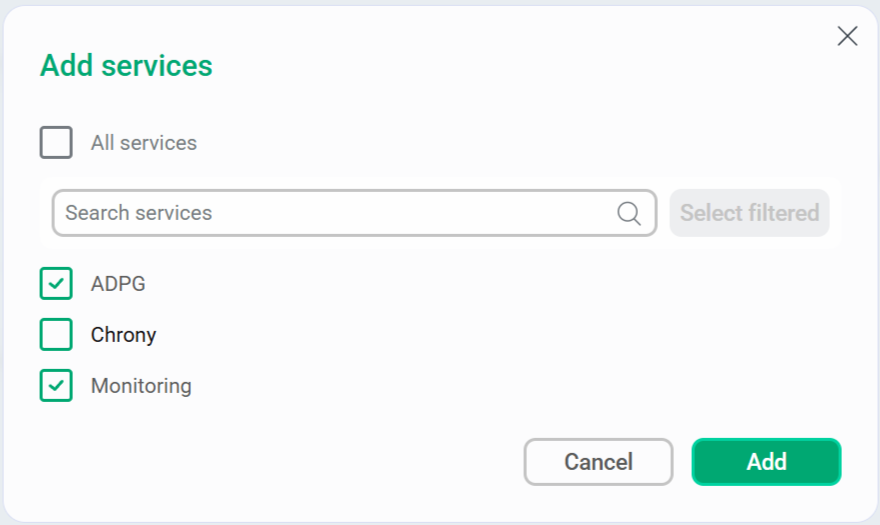 Add services
All services
Search services
Select filtered
ADPG
Chrony
Monitoring
Cancel
Add